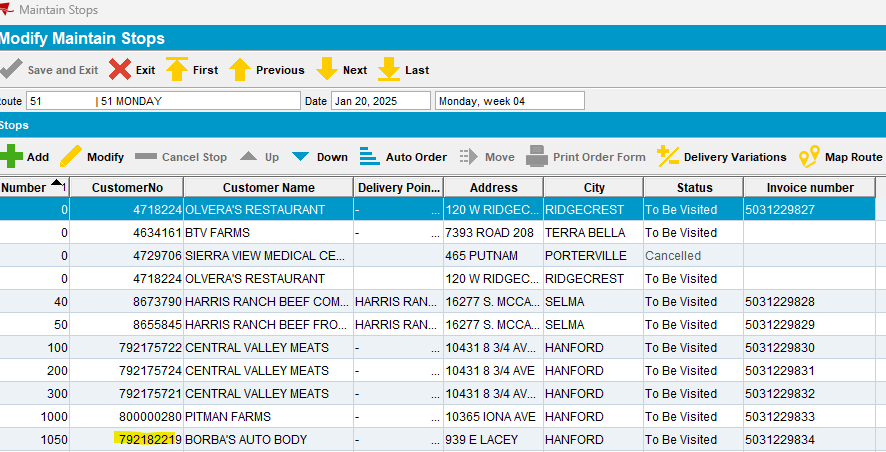 Maintain Stops
Modify Maintain Stops
Save and Exit Exit First Previous Next Last
oute 51 | 51 MONDAY Date Jan 20, 2025 Monday, week 04
Stops
Add Modify Cancel Stop Up Down Auto Order Move Print Order Form Delivery Variations Map Route
Number 1 CustomerNo Customer Name Delivery Poin... Address City Status Invoice number
0 4718224 OLVERA'S RESTAURANT - ... 120 W RIDGEC... RIDGECREST To Be Visited 5031229827
0 4634161 BTV FARMS - ... 7393 ROAD 208 TERRA BELLA To Be Visited
0 4729706 SIERRA VIEW MEDICAL CE... 465 PUTNAM PORTERVILLE Cancelled
0 4718224 OLVERA'S RESTAURANT 120 W RIDGEC... RIDGECREST To Be Visited
40 8673790 HARRIS RANCH BEEF COM... HARRIS RAN... 16277 S. MCCA... SELMA To Be Visited 5031229828
50 8655845 HARRIS RANCH BEEF FRO... HARRIS RAN... 16277 S. MCCA... SELMA To Be Visited 5031229829
100 792175722 CENTRAL VALLEY MEATS - ... 10431 8 3/4 AV... HANFORD To Be Visited 5031229830
200 792175724 CENTRAL VALLEY MEATS - ... 10431 8 3/4 AVE HANFORD To Be Visited 5031229831
300 792175721 CENTRAL VALLEY MEATS - ... 10431 8 3/4 AV... HANFORD To Be Visited 5031229832
1000 800000280 PITMAN FARMS - ... 10365 IONA AVE HANFORD To Be Visited 5031229833
1050 792182219 BORBA'S AUTO BODY - ... 939 E LACEY HANFORD To Be Visited 5031229834